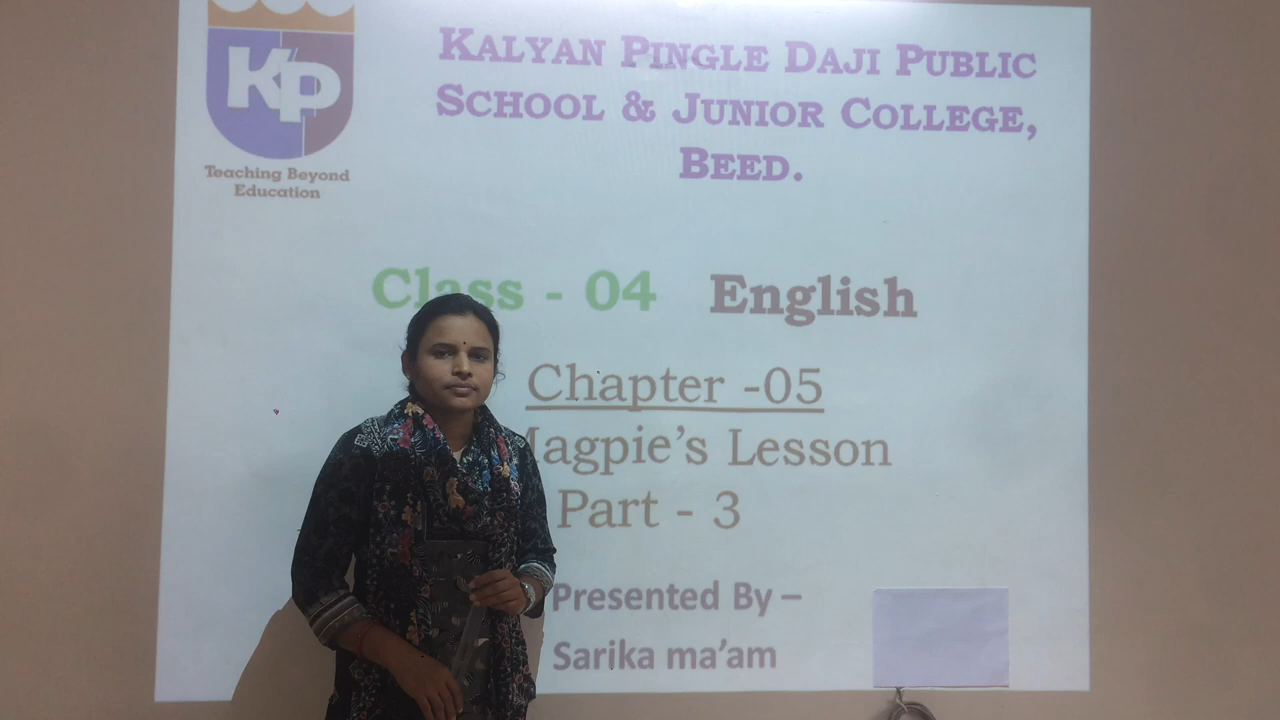 KP
Teaching Beyond
Education
KALYAN PINGLE DAJI PUBLIC
SCHOOL & JUNIOR COLLEGE,
BEED.
Class - 04 English
Chapter -05
Magpie's Lesson
Part - 3
Presented By –
Sarika ma'am